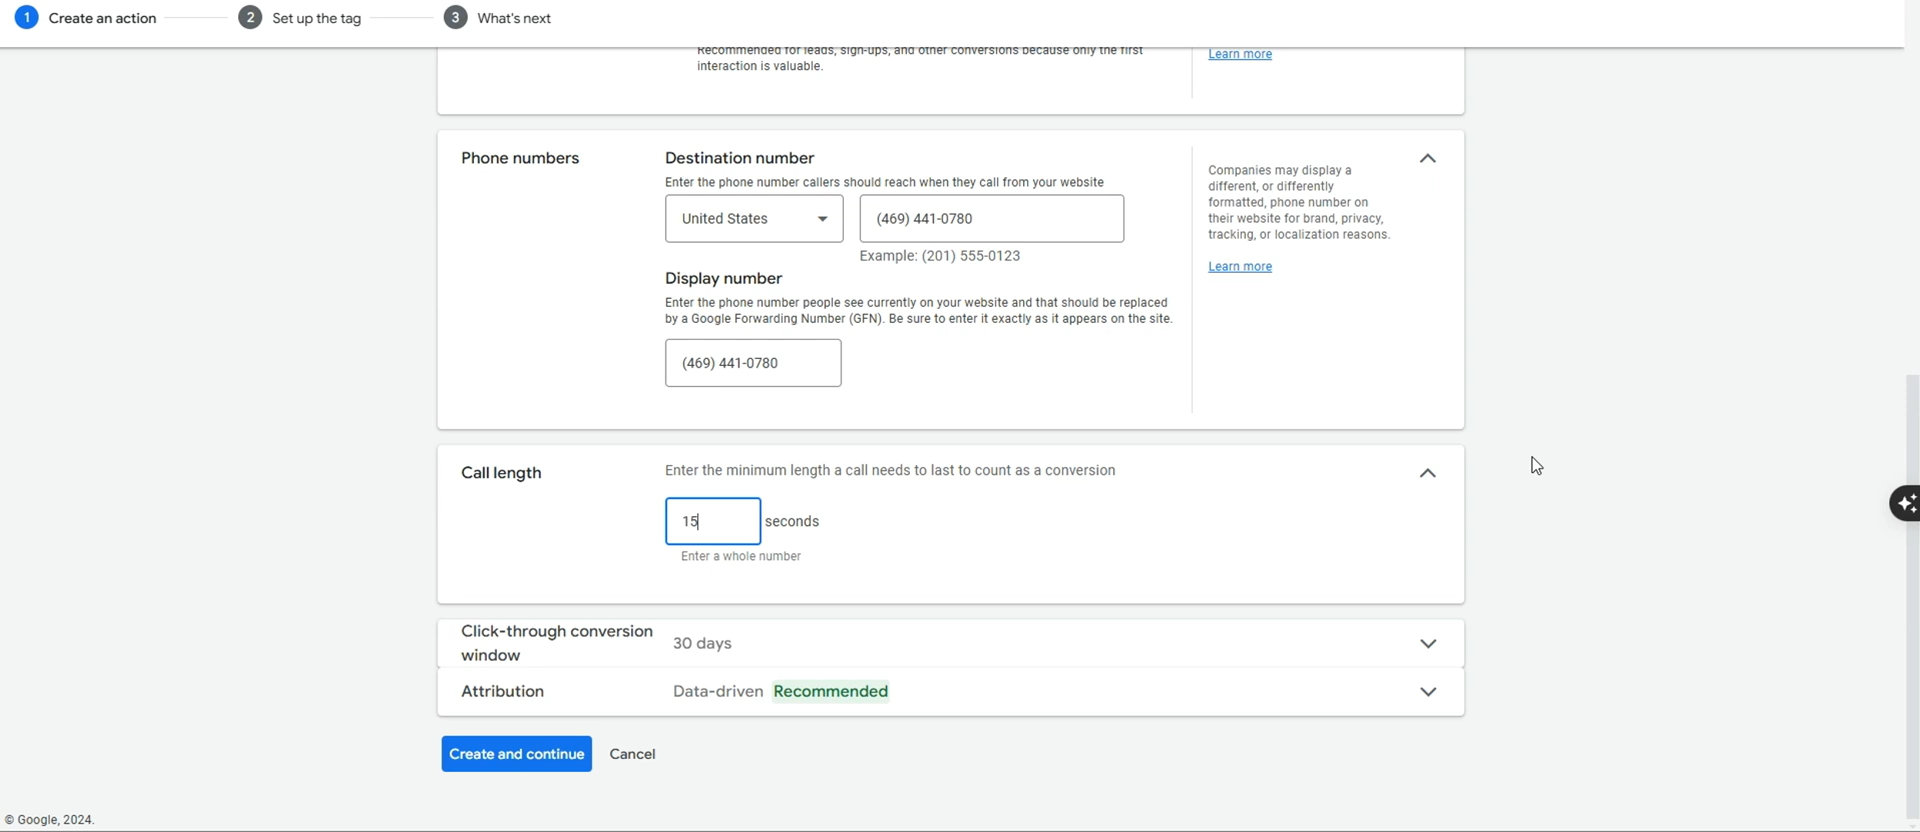 1 Create an action 2 Set up the tag 3 What's next
Recommended for leads, sign-ups, and other conversions because only the first
interaction is valuable.
Learn more
Phone numbers
Destination number
Enter the phone number callers should reach when they call from your website
United States
(469) 441-0780
Example: (201) 555-0123
Display number
Enter the phone number people see currently on your website and that should be replaced
by a Google Forwarding Number (GFN). Be sure to enter it exactly as it appears on the site.
(469) 441-0780
Companies may display a
different, or differently
formatted, phone number on
their website for brand, privacy,
tracking, or localization reasons.
Learn more
Call length
Enter the minimum length a call needs to last to count as a conversion
15 seconds
Enter a whole number
Click-through conversion
window
30 days
Attribution
Data-driven Recommended
Create and continue Cancel
© Google, 2024.